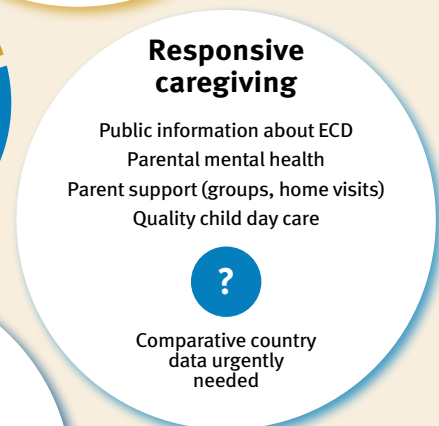 Responsive
caregiving
Public information about ECD
Parental mental health
Parent support (groups, home visits)
Quality child day care
?
Comparative country
data urgently
needed